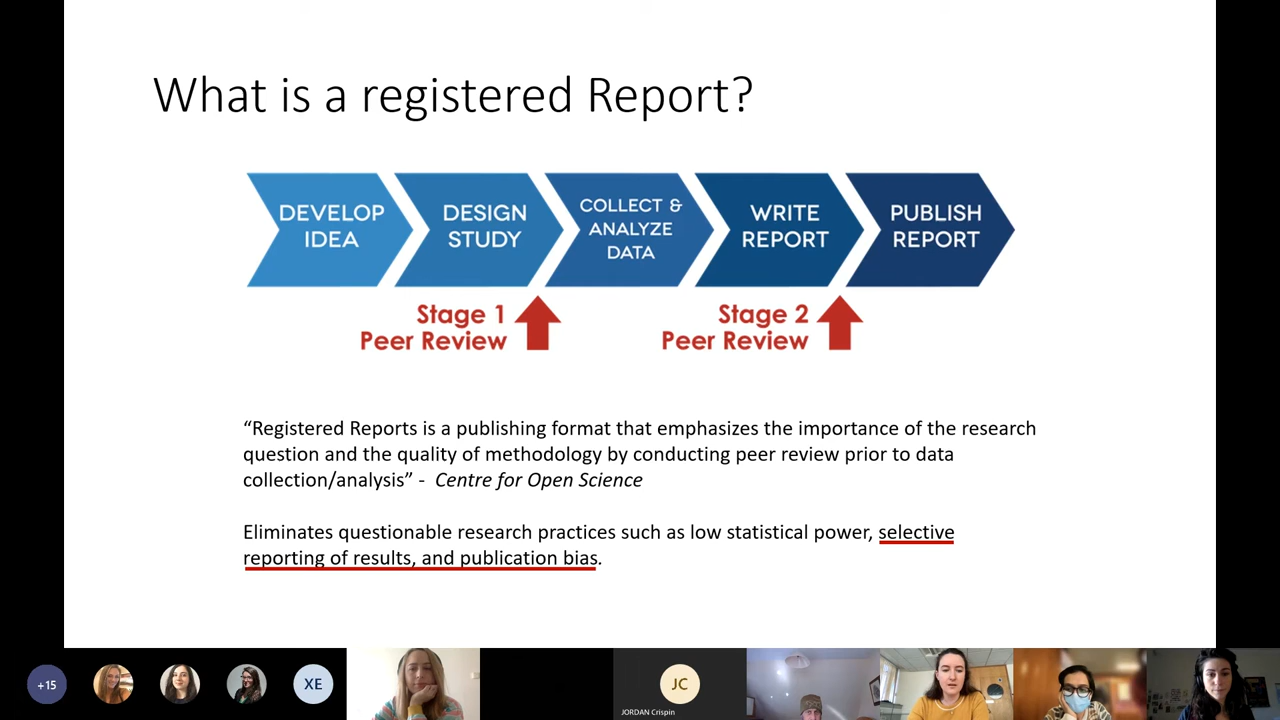 What is a registered Report?
DEVELOP
IDEA
DESIGN
STUDY
COLLECT &
ANALYZE
DATA
WRITE
REPORT
PUBLISH
REPORT
Stage 1
Peer Review
Stage 2
Peer Review
“Registered Reports is a publishing format that emphasizes the importance of the research
question and the quality of methodology by conducting peer review prior to data
collection/analysis” - Centre for Open Science
Eliminates questionable research practices such as low statistical power, selective
reporting of results, and publication bias.
+15
XE
JC
JORDAN Crispin